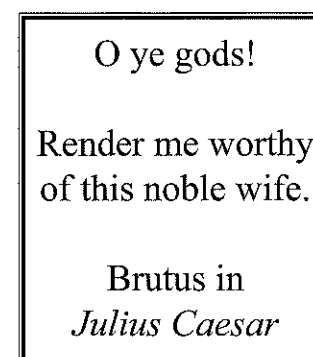 O ye gods!
Render me worthy
of this noble wife.
Brutus in
Julius Caesar